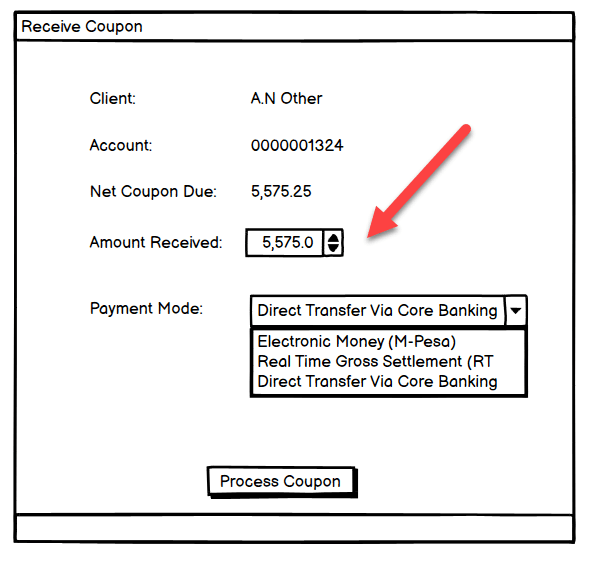 Receive Coupon
Client: A.N Other
Account: 0000001324
Net Coupon Due: 5,575.25
Amount Received: 5,575.0
Payment Mode: Direct Transfer Via Core Banking
Electronic Money (M-Pesa)
Real Time Gross Settlement (RT
Direct Transfer Via Core Banking
Process Coupon